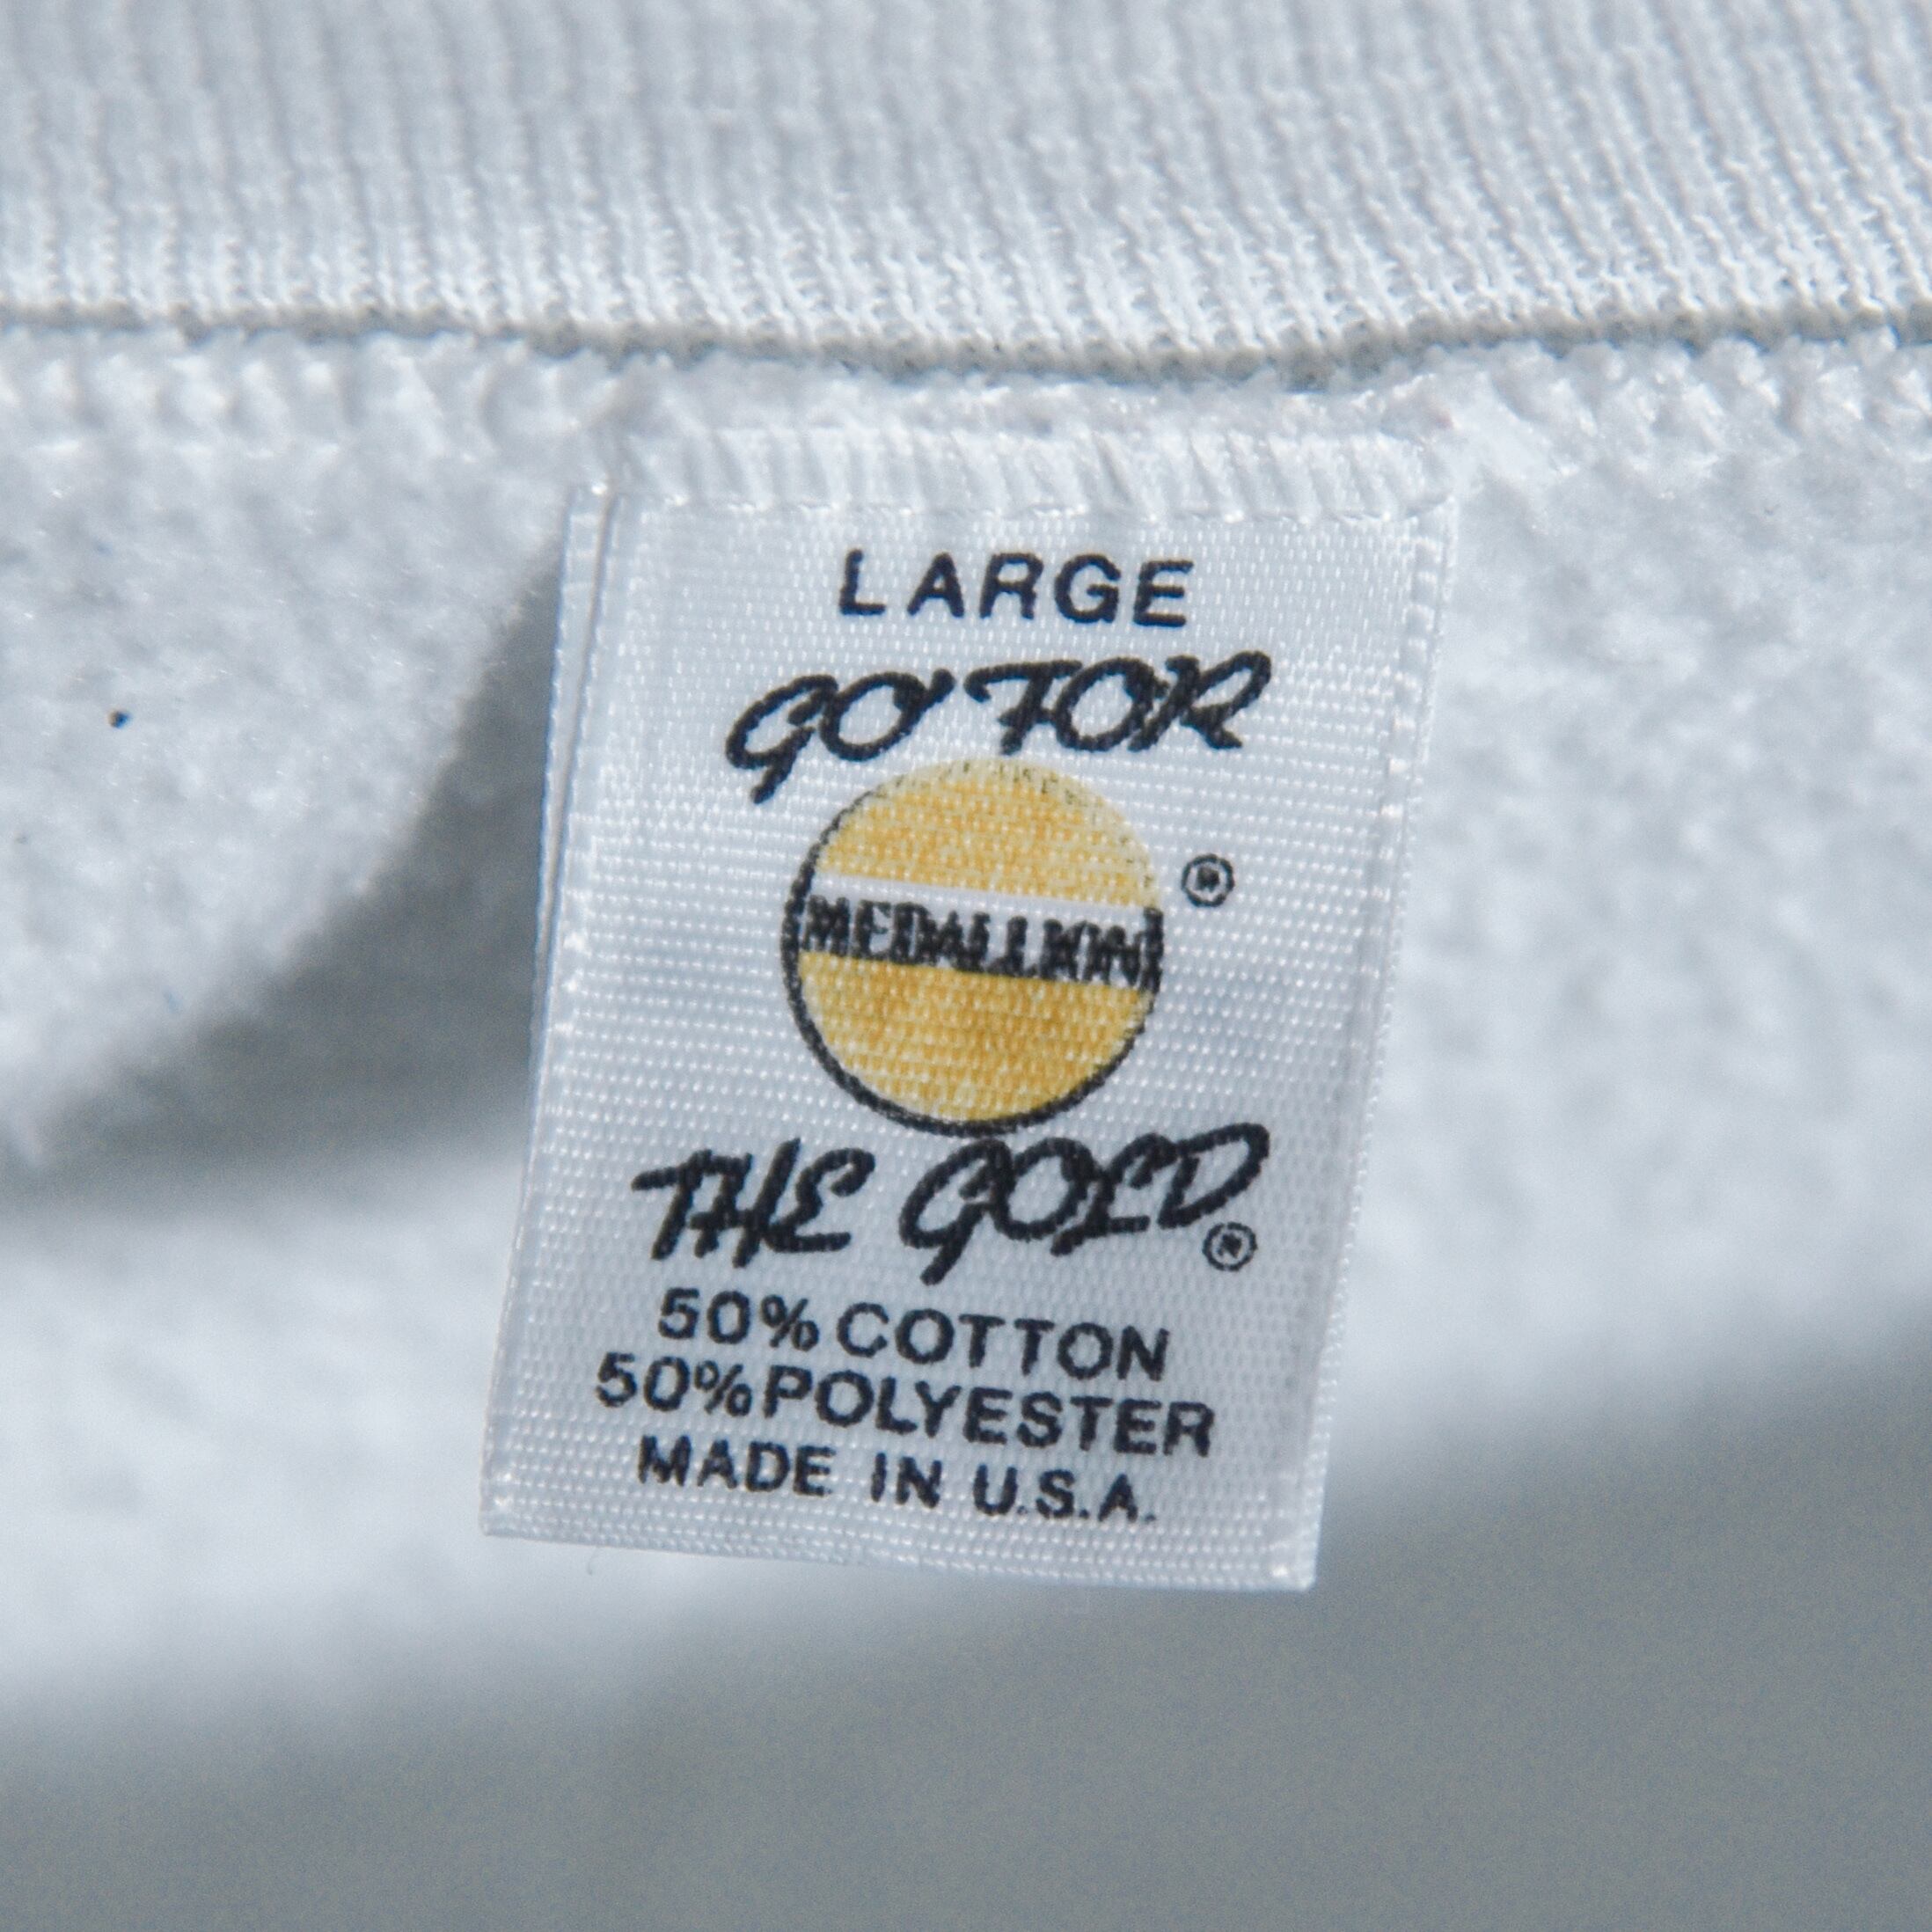 LARGE
GO FOR
MEDALLION ®
THE GOLD ®
50% COTTON
50% POLYESTER
MADE IN U.S.A.